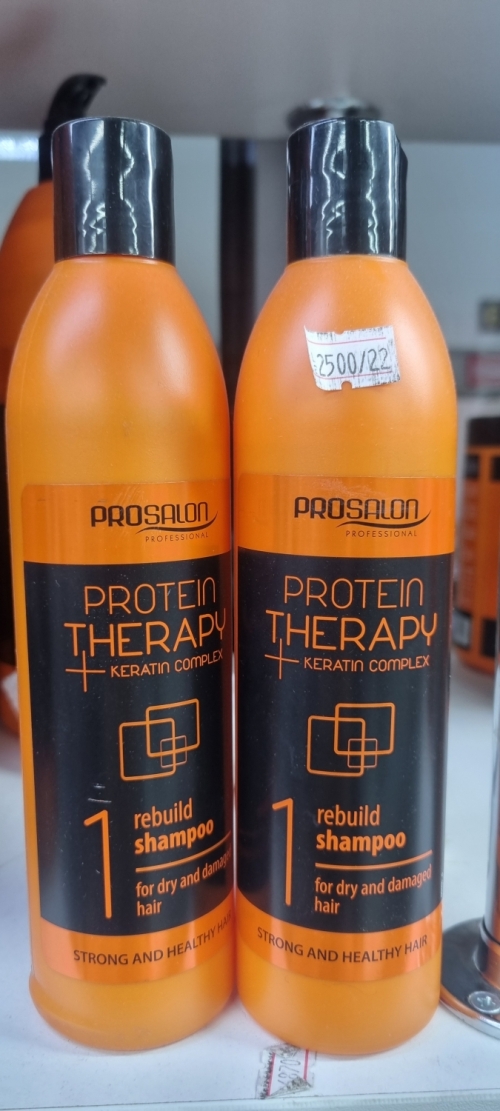 PROSALON
PROFESSIONAL
PROTEIN
THERAPY
+ KERATIN COMPLEX
1
rebuild
shampoo
for dry and damaged
hair
STRONG AND HEALTHY HAIR
2500/22
PROSALON
PROFESSIONAL
PROTEIN
THERAPY
+ KERATIN COMPLEX
1
rebuild
shampoo
for dry and damaged
hair
STRONG AND HEALTHY HAIR